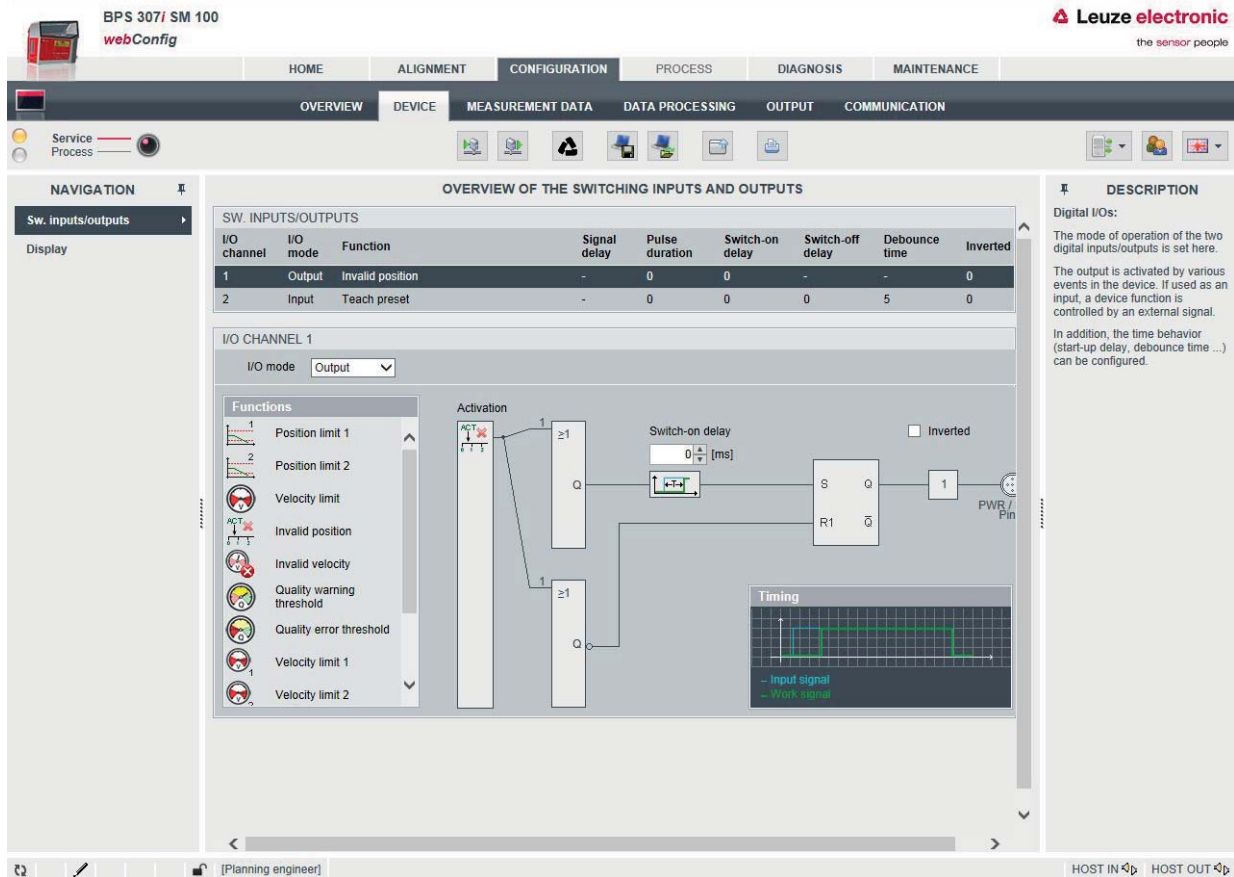 BPS 307i SM 100
webConfig
Leuze electronic
the sensor people
HOME ALIGNMENT CONFIGURATION PROCESS DIAGNOSIS MAINTENANCE
OVERVIEW DEVICE MEASUREMENT DATA DATA PROCESSING OUTPUT COMMUNICATION
Service
Process
NAVIGATION
Sw. inputs/outputs
Display
OVERVIEW OF THE SWITCHING INPUTS AND OUTPUTS
SW. INPUTS/OUTPUTS
I/O channel I/O mode Function Signal delay Pulse duration Switch-on delay Switch-off delay Debounce time Inverted
1 Output Invalid position - 0 0 - - 0
2 Input Teach preset - 0 0 0 5 0
I/O CHANNEL 1
I/O mode Output
Functions
1 Position limit 1
2 Position limit 2
Velocity limit
ACT Invalid position
Invalid velocity
Quality warning
threshold
Quality error threshold
Velocity limit 1
Velocity limit 2
Activation
ACT
1
≥1
Q
1
≥1
Q
Switch-on delay
0 [ms]
T
Inverted
S Q
R1 Q̅
1
PWR /
Pin
Timing
– Input signal
– Work signal
DESCRIPTION
Digital I/Os:
The mode of operation of the two
digital inputs/outputs is set here.
The output is activated by various
events in the device. If used as an
input, a device function is
controlled by an external signal.
In addition, the time behavior
(start-up delay, debounce time ...)
can be configured.
[Planning engineer]
HOST IN HOST OUT